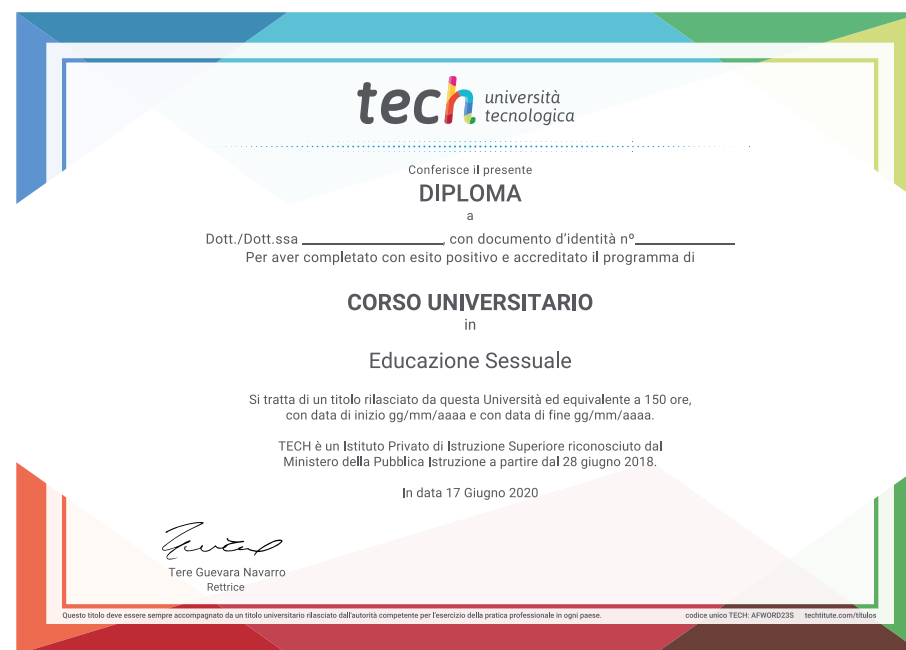 tech università
tecnologica
Conferisce il presente
DIPLOMA
a
Dott./Dott.ssa ____________________, con documento d'identità nº______________
Per aver completato con esito positivo e accreditato il programma di
CORSO UNIVERSITARIO
in
Educazione Sessuale
Si tratta di un titolo rilasciato da questa Università ed equivalente a 150 ore,
con data di inizio gg/mm/aaaa e con data di fine gg/mm/aaaa.
TECH è un Istituto Privato di Istruzione Superiore riconosciuto dal
Ministero della Pubblica Istruzione a partire dal 28 giugno 2018.
In data 17 Giugno 2020
Tere Guevara Navarro
Rettrice
Questo titolo deve essere sempre accompagnato da un titolo universitario rilasciato dall'autorità competente per l'esercizio della pratica professionale in ogni paese. codice unico TECH: AFWORD23S techtitute.com/titulos